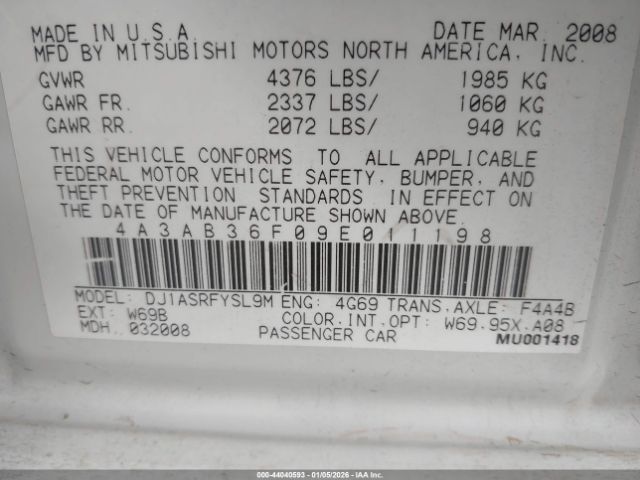 MADE IN U.S.A. DATE MAR. 2008
MFD BY MITSUBISHI MOTORS NORTH AMERICA, INC.
GVWR 4376 LBS/ 1985 KG
GAWR FR. 2337 LBS/ 1060 KG
GAWR RR. 2072 LBS/ 940 KG
THIS VEHICLE CONFORMS TO ALL APPLICABLE
FEDERAL MOTOR VEHICLE SAFETY, BUMPER, AND
THEFT PREVENTION STANDARDS IN EFFECT ON
THE DATE OF MANUFACTURE SHOWN ABOVE.
4A3AB36F09E011198
MODEL: DJ1ASRFYSL9M ENG: 4G69 TRANS.AXLE: F4A4B
EXT: W69B COLOR.INT.OPT: W69.95X.A08
MDH. 032008 PASSENGER CAR MU001418
000-44040593 - 01/05/2026 - IAA Corp.